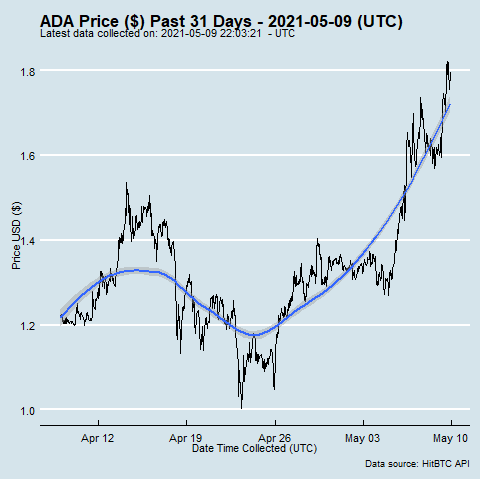 ADA Price ($) Past 31 Days - 2021-05-09 (UTC)
Latest data collected on: 2021-05-09 22:03:21 - UTC
Price USD ($)
1.8
1.6
1.4
1.2
1.0
Apr 12
Apr 19
Apr 26
May 03
May 10
Date Time Collected (UTC)
Data source: HitBTC API